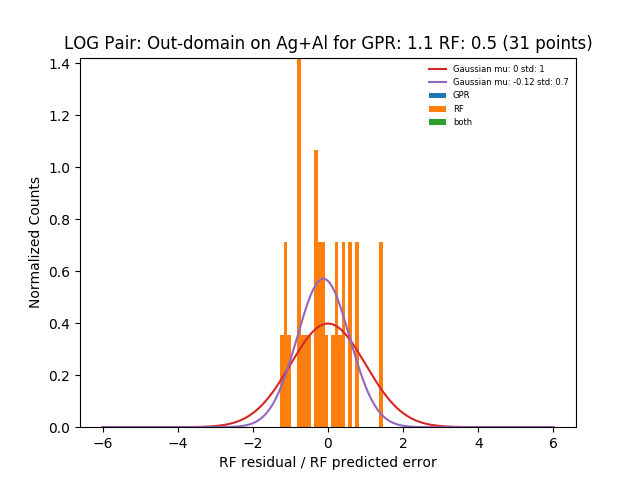 LOG Pair: Out-domain on Ag+Al for GPR: 1.1 RF: 0.5 (31 points)
Gaussian mu: 0 std: 1
Gaussian mu: -0.12 std: 0.7
GPR
RF
both
Normalized Counts
1.4
1.2
1.0
0.8
0.6
0.4
0.2
0.0
−6 −4 −2 0 2 4 6
RF residual / RF predicted error